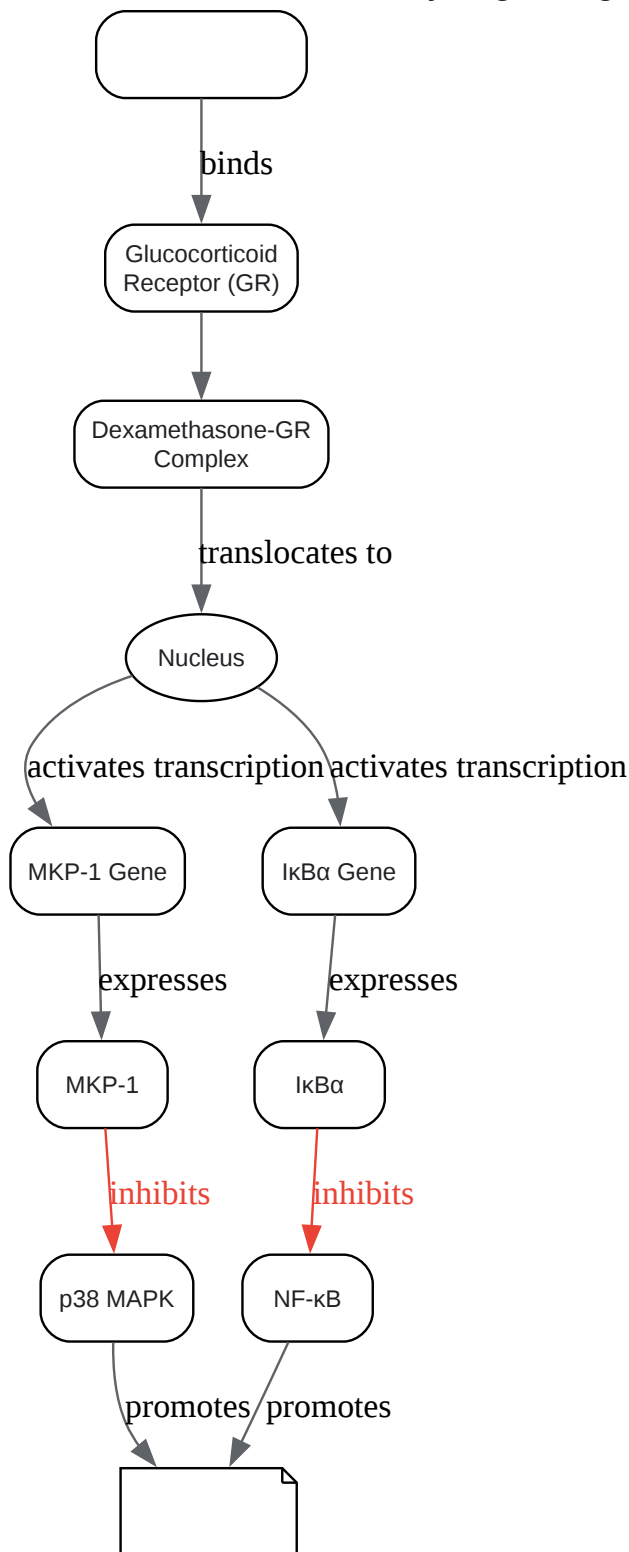 binds
Glucocorticoid
Receptor (GR)
Dexamethasone-GR
Complex
translocates to
Nucleus
activates transcription activates transcription
MKP-1 Gene
IκBα Gene
expresses
expresses
MKP-1
IκBα
inhibits
inhibits
p38 MAPK
NF-κB
promotes
promotes